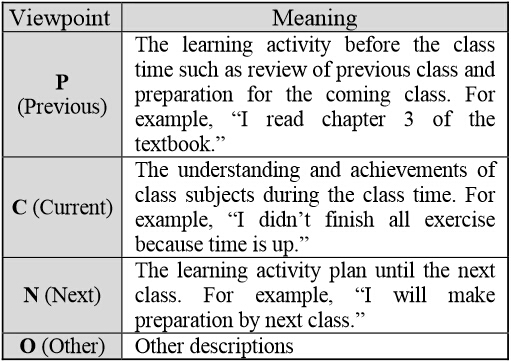 Viewpoint Meaning
P
(Previous)
The learning activity before the class
time such as review of previous class and
preparation for the coming class. For
example, “I read chapter 3 of the
textbook.”
C (Current)
The understanding and achievements of
class subjects during the class time. For
example, “I didn’t finish all exercise
because time is up.”
N (Next)
The learning activity plan until the next
class. For example, “I will make
preparation by next class.”
O (Other) Other descriptions